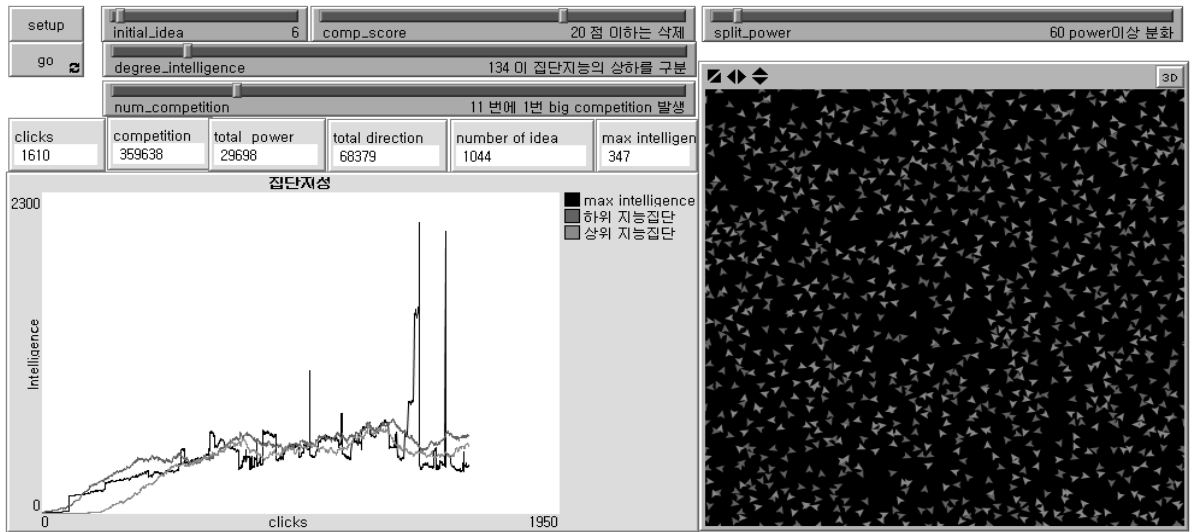 setup
go
initial_idea 6
comp_score 20 점 이하는 삭제
split_power 60 power이상 분화
degree_intelligence 134 이 집단지능의 상하를 구분
num_competition 11 번에 1번 big competition 발생
3D
clicks
1610
competition
359638
total power
29698
total direction
68379
number of idea
1044
max intelligen
347
집단지성
2300
Intelligence
0
0 clicks 1950
max intelligence
하위 지능집단
상위 지능집단